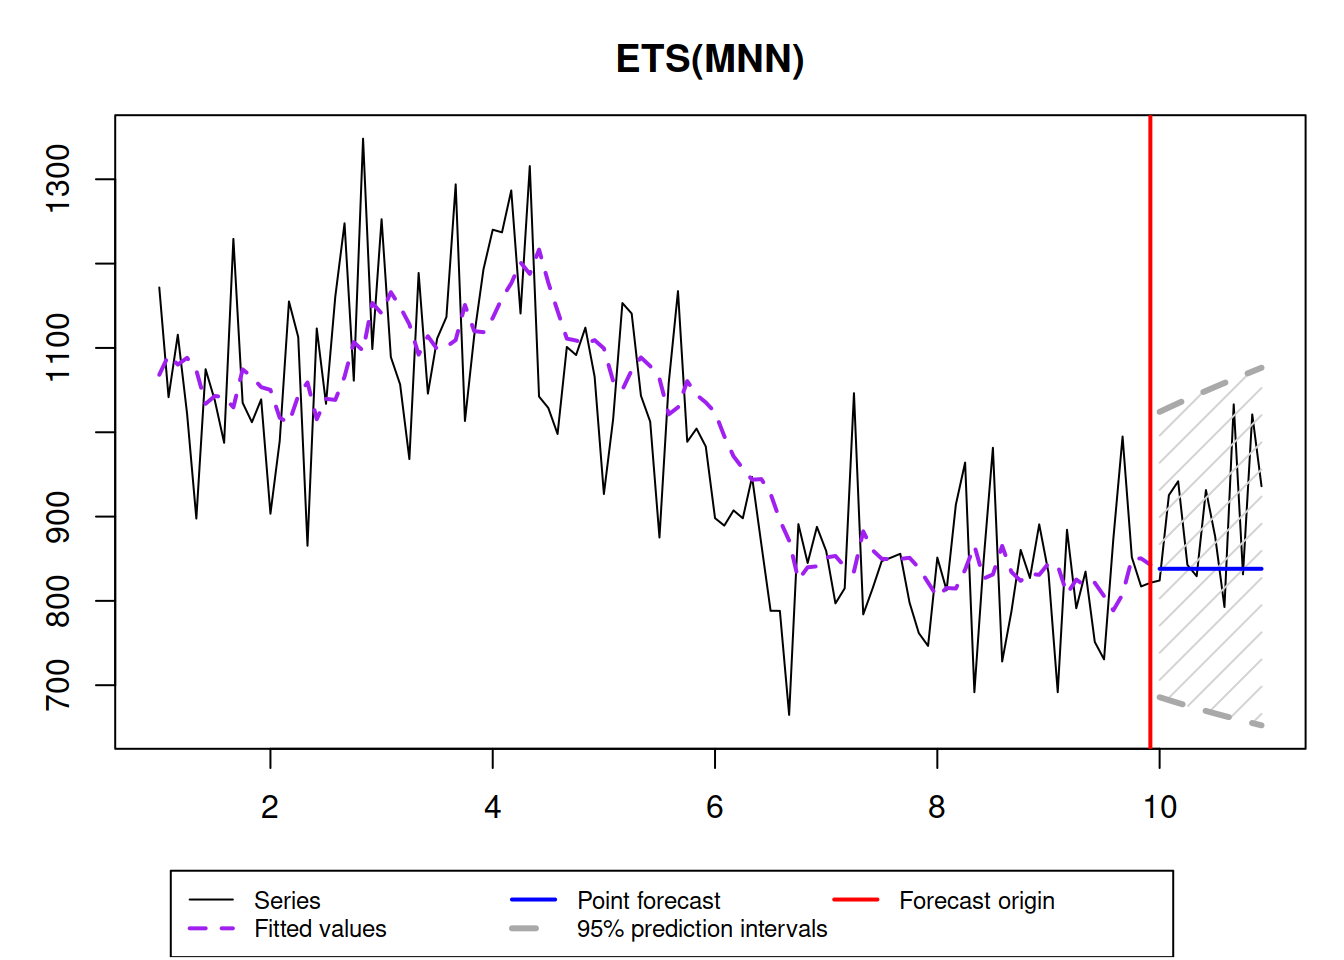 ETS(MNN)
1300
1100
900
800
700
2 4 6 8 10
Series
Point forecast
Forecast origin
Fitted values
95% prediction intervals